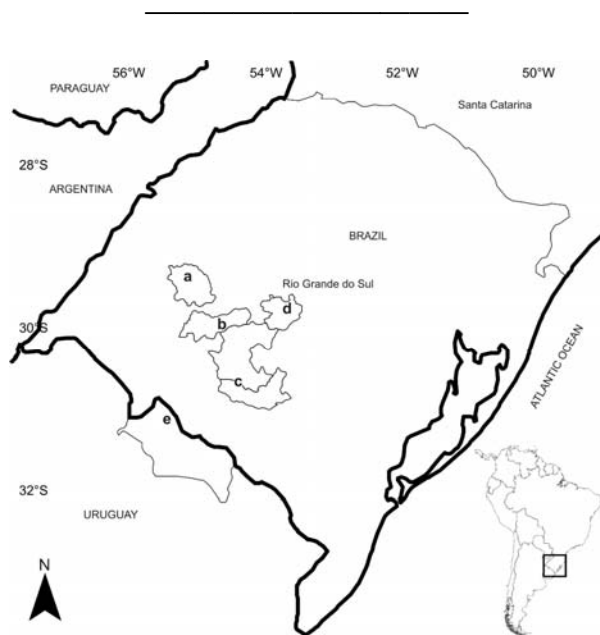 56°W 54°W 52°W 50°W
PARAGUAY
Santa Catarina
28°S
ARGENTINA
BRAZIL
a
Rio Grande do Sul
d
b
30°S
ATLANTIC OCEAN
c
e
32°S
URUGUAY
N